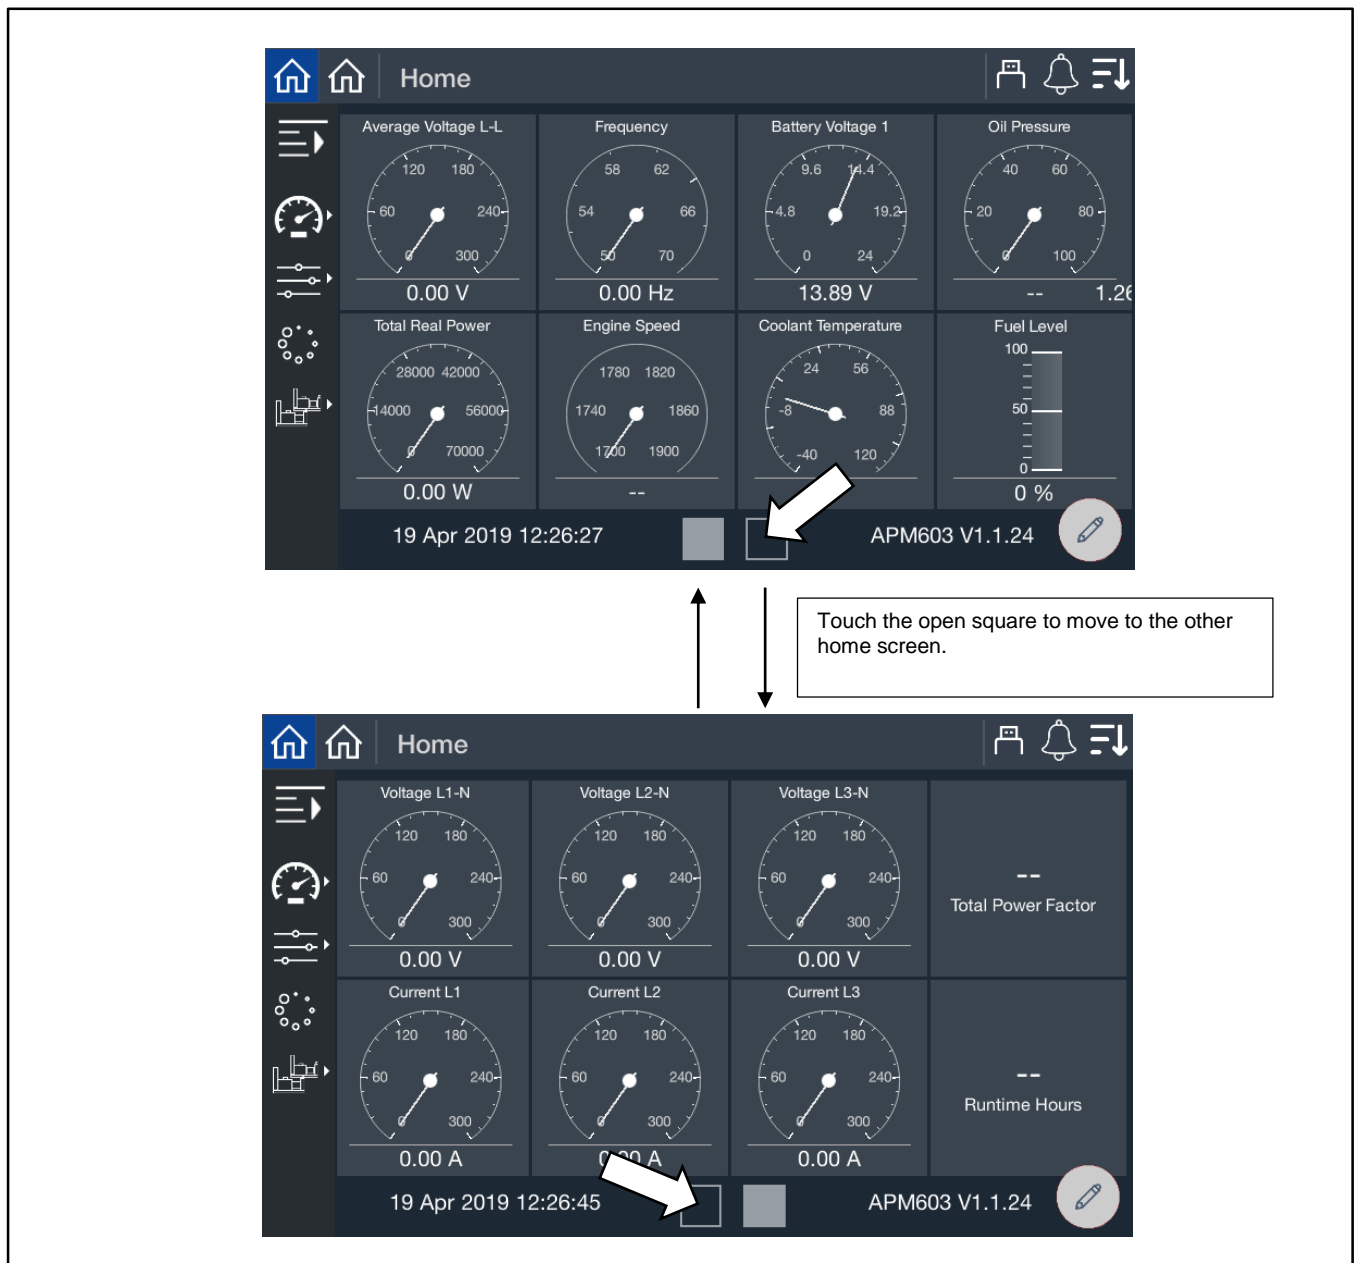 Home
Average Voltage L-L
Frequency
Battery Voltage 1
Oil Pressure
120 180
60 240
0 300
0.00 V
58 62
54 66
50 70
0.00 Hz
9.6 14.4
4.8 19.2
0 24
13.89 V
40 60
20 80
0 100
-- 1.26
Total Real Power
Engine Speed
Coolant Temperature
Fuel Level
28000 42000
14000 56000
0 70000
0.00 W
1780 1820
1740 1860
1700 1900
--
24 56
-8 88
-40 120
100
50
0
0 %
19 Apr 2019 12:26:27
APM603 V1.1.24
Touch the open square to move to the other
home screen.
Home
Voltage L1-N
Voltage L2-N
Voltage L3-N
120 180
60 240
0 300
0.00 V
120 180
60 240
0 300
0.00 V
120 180
60 240
0 300
0.00 V
--
Total Power Factor
Current L1
Current L2
Current L3
120 180
60 240
0 300
0.00 A
120 180
60 240
0 300
0.00 A
120 180
60 240
0 300
0.00 A
--
Runtime Hours
19 Apr 2019 12:26:45
APM603 V1.1.24